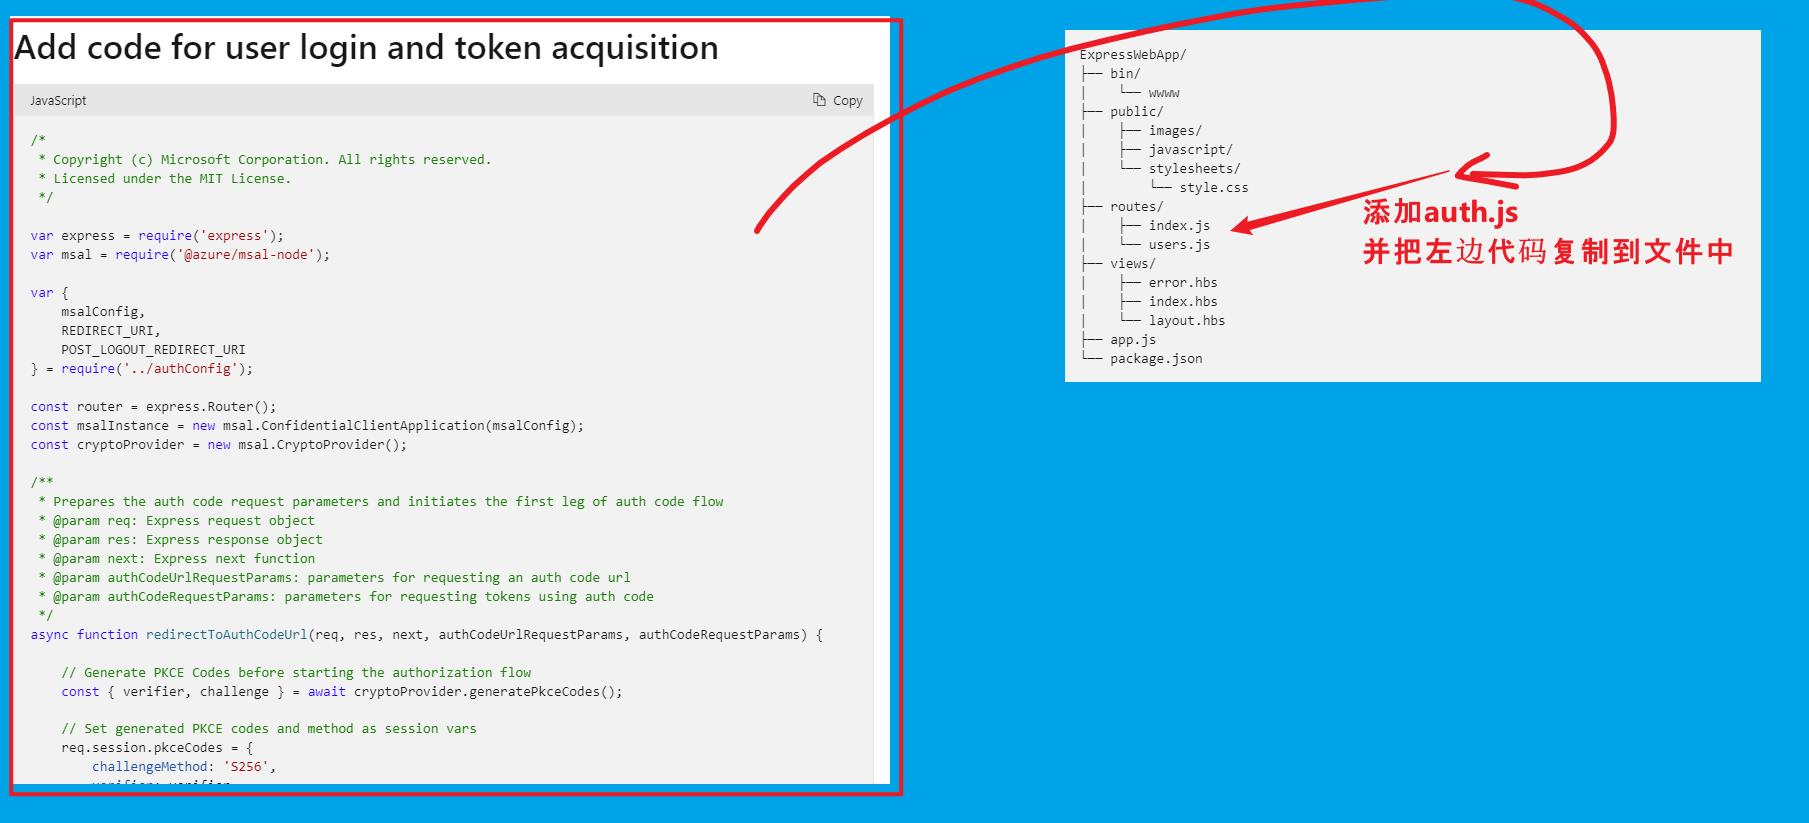 Add code for user login and token acquisition
JavaScript
Copy
/*
 * Copyright (c) Microsoft Corporation. All rights reserved.
 * Licensed under the MIT License.
 */
var express = require('express');
var msal = require('@azure/msal-node');
var {
    msalConfig,
    REDIRECT_URI,
    POST_LOGOUT_REDIRECT_URI
} = require('../authConfig');
const router = express.Router();
const msalInstance = new msal.ConfidentialClientApplication(msalConfig);
const cryptoProvider = new msal.CryptoProvider();
/**
 * Prepares the auth code request parameters and initiates the first leg of auth code flow
 * @param req: Express request object
 * @param res: Express response object
 * @param next: Express next function
 * @param authCodeUrlRequestParams: parameters for requesting an auth code url
 * @param authCodeRequestParams: parameters for requesting tokens using auth code
 */
async function redirectToAuthCodeUrl(req, res, next, authCodeUrlRequestParams, authCodeRequestParams) {
    // Generate PKCE Codes before starting the authorization flow
    const { verifier, challenge } = await cryptoProvider.generatePkceCodes();
    // Set generated PKCE codes and method as session vars
    req.session.pkceCodes = {
        challengeMethod: 'S256',
ExpressWebApp/
├── bin/
|    └── wwww
├── public/
|    ├── images/
|    ├── javascript/
|    └── stylesheets/
|        └── style.css
├── routes/
|    ├── index.js
|    └── users.js
├── views/
|    ├── error.hbs
|    ├── index.hbs
|    └── layout.hbs
├── app.js
└── package.json
添加auth.js
并把左边代码复制到文件中